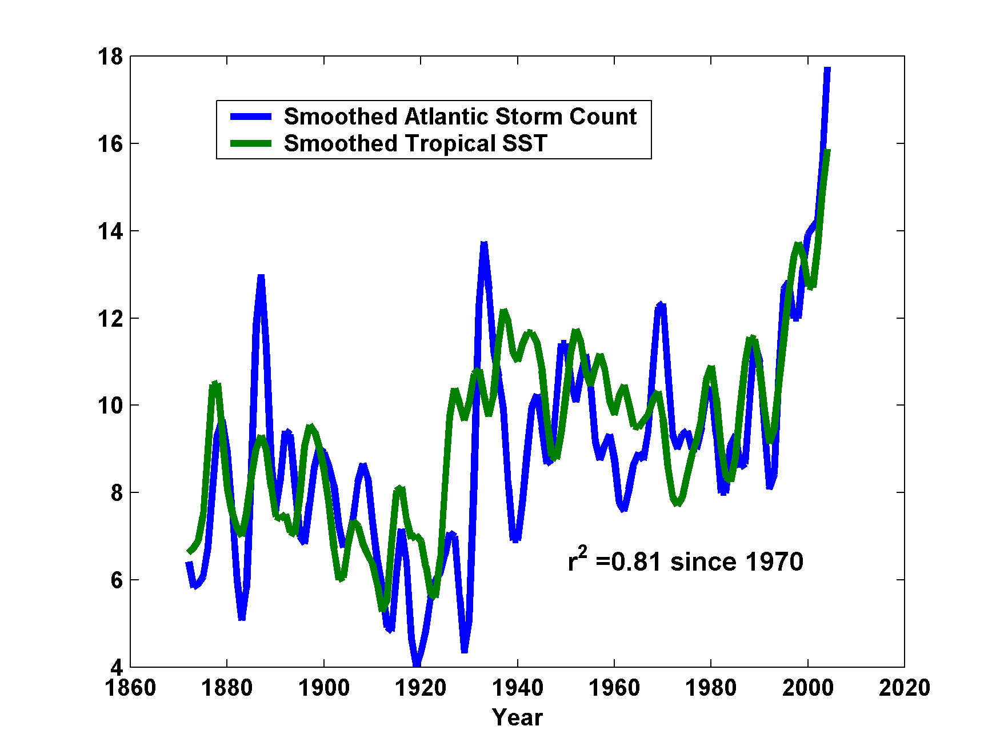 18
16
14
12
10
8
6
4
Smoothed Atlantic Storm Count
Smoothed Tropical SST
r² =0.81 since 1970
1860 1880 1900 1920 1940 1960 1980 2000 2020
Year